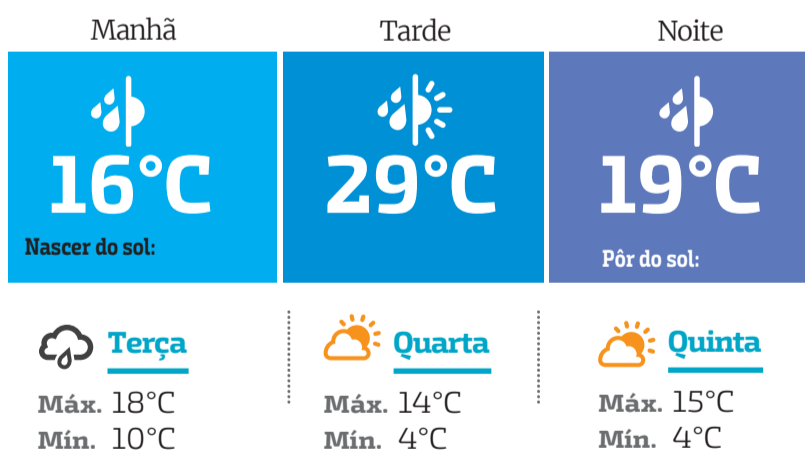 Manhã
16°C
Nascer do sol:
Tarde
29°C
Noite
19°C
Pôr do sol:
Terça
Máx. 18°C
Mín. 10°C
Quarta
Máx. 14°C
Mín. 4°C
Quinta
Máx. 15°C
Mín. 4°C